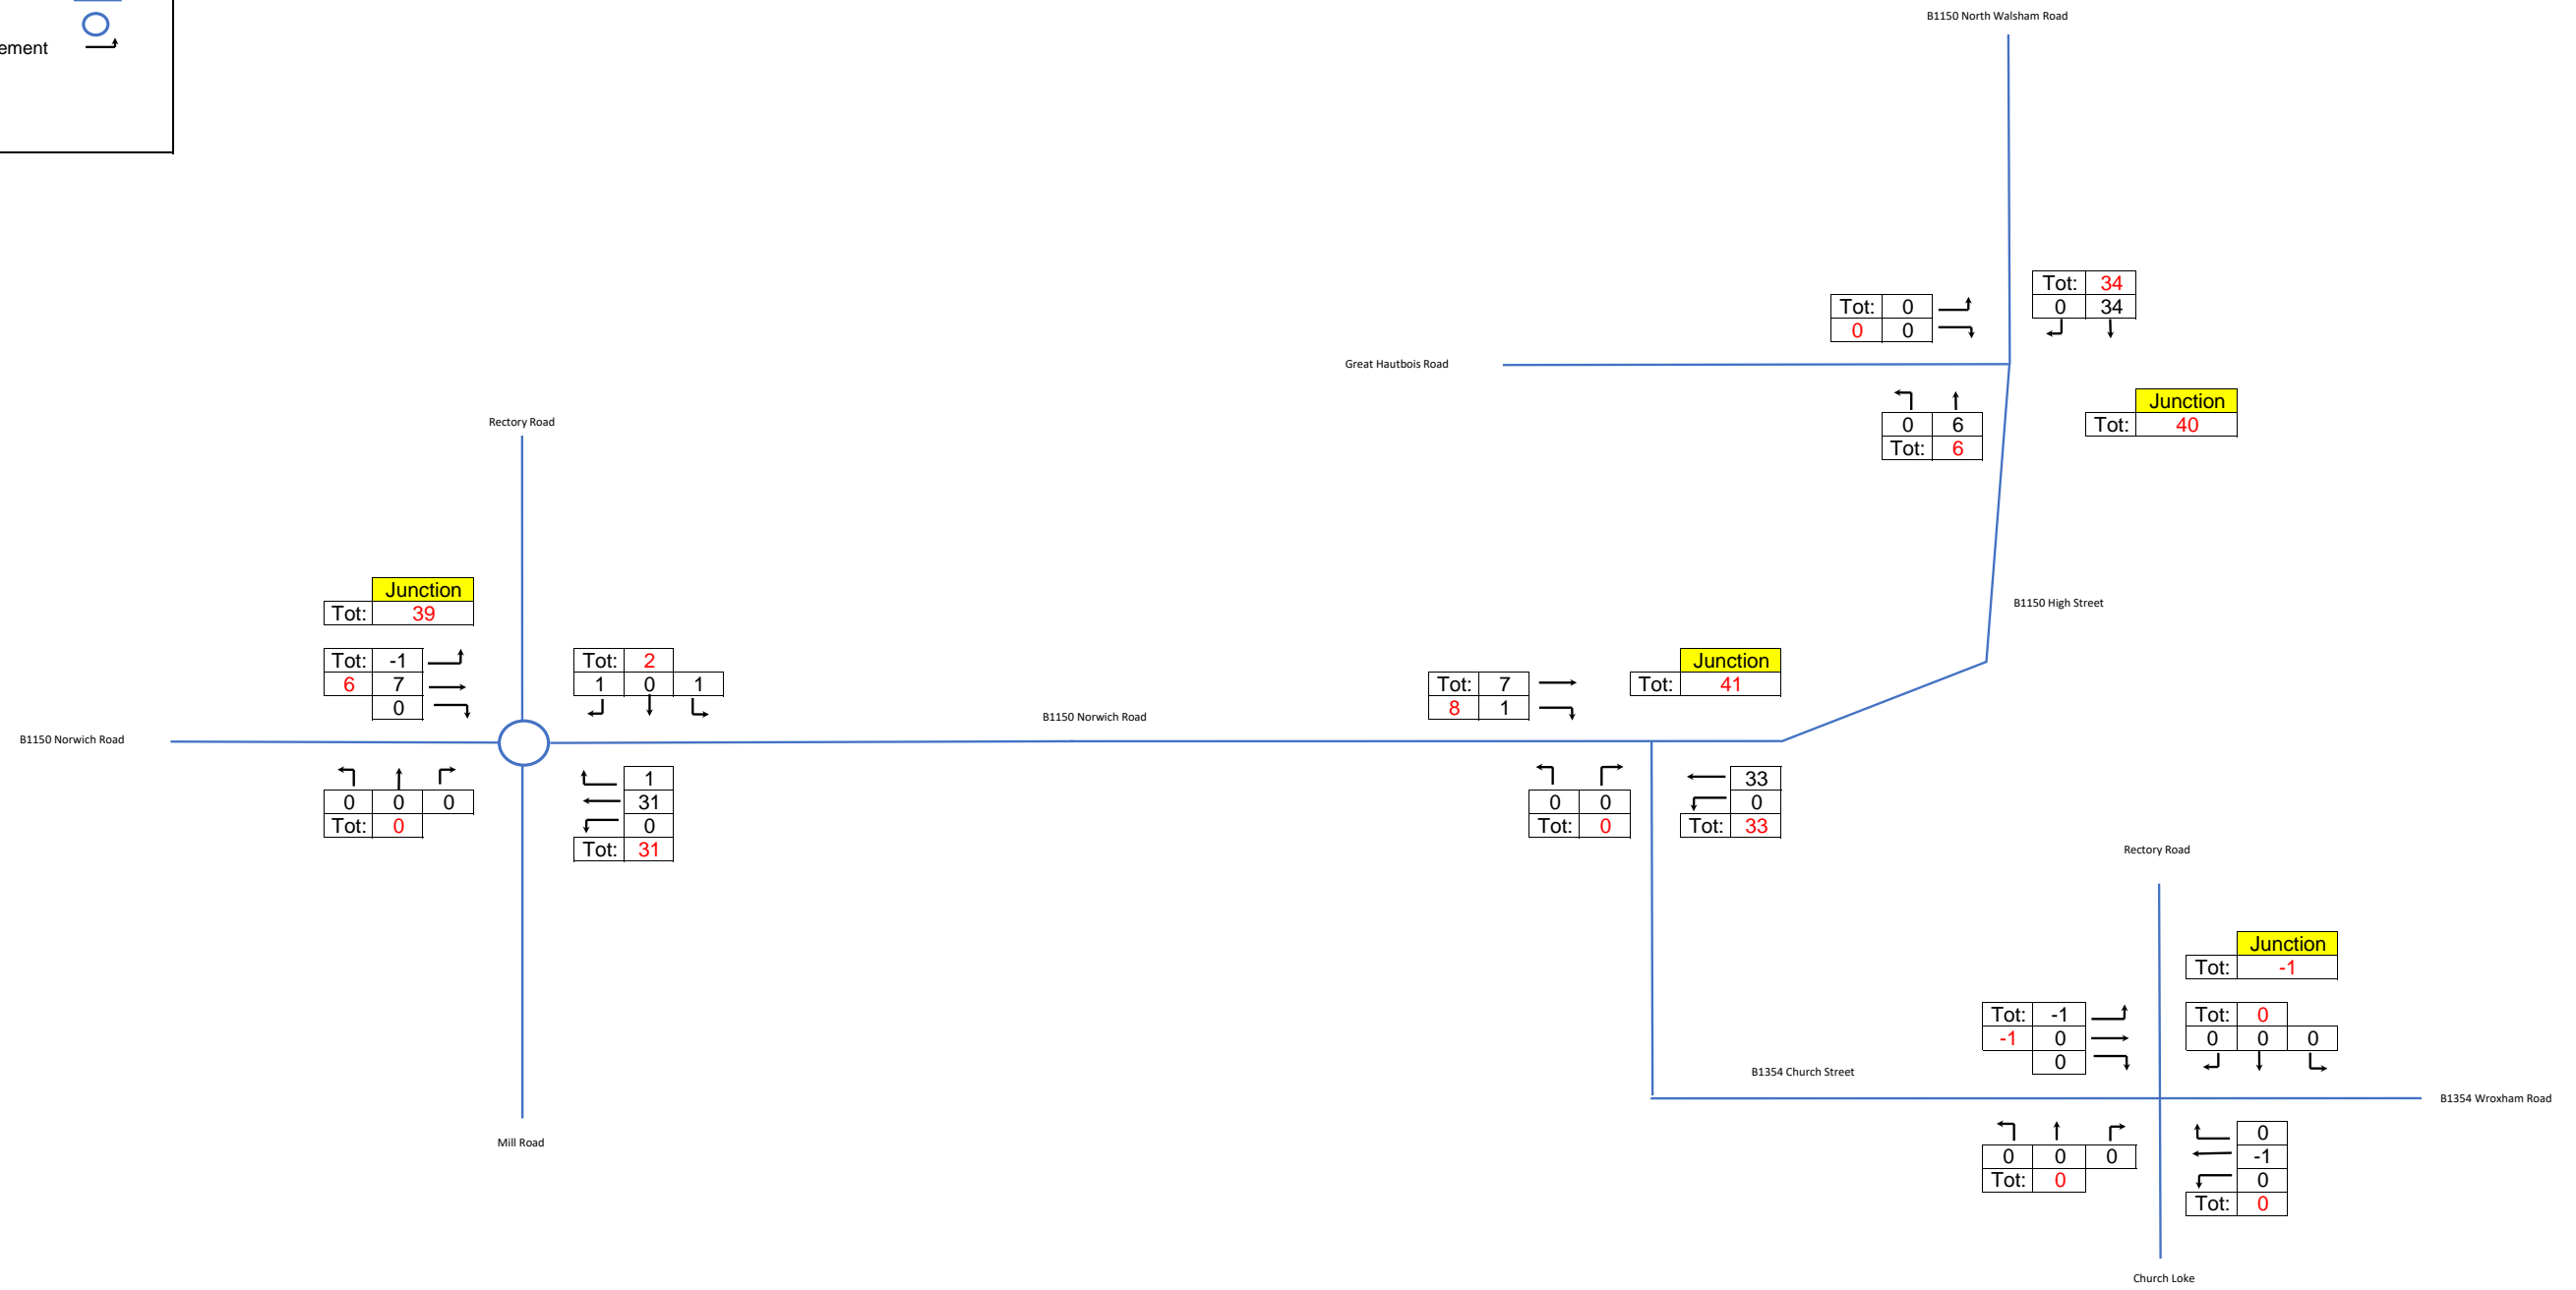 ement
B1150 North Walsham Road
Tot: 34
0 34
Tot: 0
0 0
Great Hautbois Road
Junction
Tot: 40
0 6
Tot: 6
Rectory Road
B1150 High Street
Junction
Tot: 39
Tot: -1
6 7
0
Tot: 2
1 0 1
Junction
Tot: 41
Tot: 7
8 1
B1150 Norwich Road
B1150 Norwich Road
0 0 0
Tot: 0
1
31
0
Tot: 31
0 0
Tot: 0
33
0
Tot: 33
Rectory Road
Junction
Tot: -1
Tot: -1
-1 0
0
Tot: 0
0 0 0
B1354 Church Street
B1354 Wroxham Road
0 0 0
Tot: 0
0
-1
0
Tot: 0
Mill Road
Church Loke